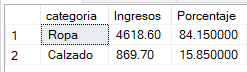 categoria Ingresos Porcentaje
1 Ropa 4618.60 84.150000
2 Calzado 869.70 15.850000